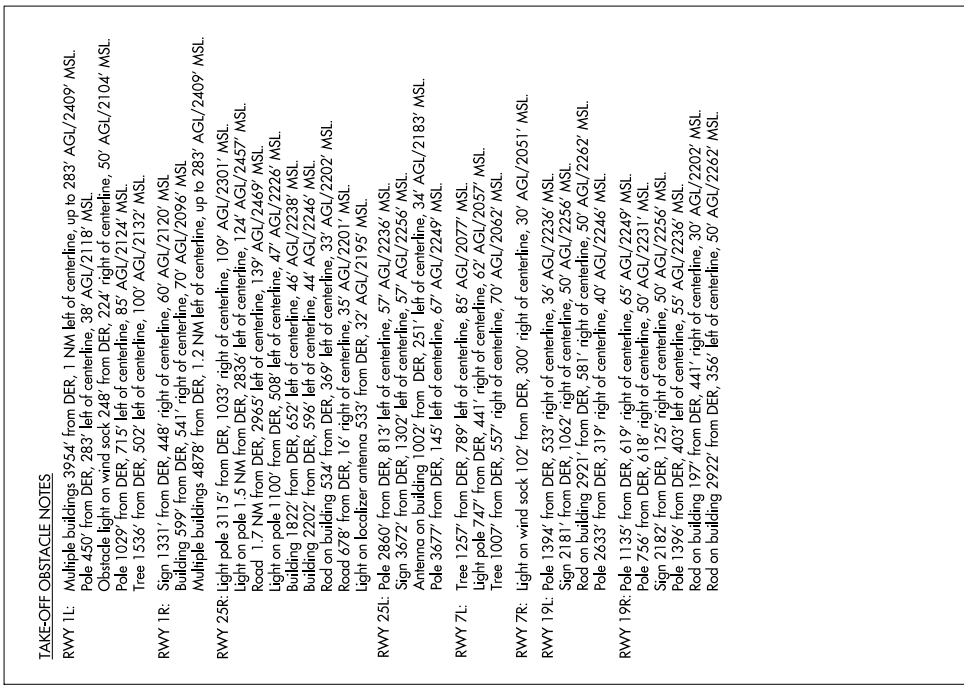 TAKE-OFF OBSTACLE NOTES
RWY 1L: Multiple buildings 3954' from DER, 1 NM left of centerline, up to 283' AGL/2409' MSL.
Pole 450' from DER, 283' left of centerline, 38' AGL/2118' MSL.
Obstacle light on wind sock 248' from DER, 224' right of centerline, 50' AGL/2104' MSL.
Pole 1029' from DER, 715' left of centerline, 85' AGL/2124' MSL.
Tree 1536' from DER, 502' left of centerline, 100' AGL/2132' MSL.
RWY 1R: Sign 1331' from DER, 448' right of centerline, 60' AGL/2120' MSL.
Building 599' from DER, 541' right of centerline, 70' AGL/2096' MSL.
Multiple buildings 4878' from DER, 1.2 NM left of centerline, up to 283' AGL/2409' MSL.
RWY 25R: Light pole 3115' from DER, 1033' right of centerline, 109' AGL/2301' MSL.
Light on pole 1.5 NM from DER, 2836' left of centerline, 124' AGL/2457' MSL.
Road 1.7 NM from DER, 2965' left of centerline, 139' AGL/2469' MSL.
Light on pole 1100' from DER, 508' left of centerline, 47' AGL/2226' MSL.
Building 1822' from DER, 652' left of centerline, 46' AGL/2238' MSL.
Building 2202' from DER, 596' left of centerline, 44' AGL/2246' MSL.
Rod on building 534' from DER, 369' left of centerline, 33' AGL/2202' MSL.
Road 678' from DER, 16' right of centerline, 35' AGL/2201' MSL.
Light on localizer antenna 533' from DER, 32' AGL/2195' MSL.
RWY 25L: Pole 2860' from DER, 813' left of centerline, 57' AGL/2236' MSL.
Sign 3672' from DER, 1302' left of centerline, 57' AGL/2256' MSL.
Antenna on building 1002' from DER, 251' left of centerline, 34' AGL/2183' MSL.
Pole 3677' from DER, 145' left of centerline, 67' AGL/2249' MSL.
RWY 7L: Tree 1257' from DER, 789' left of centerline, 85' AGL/2077' MSL.
Light pole 747' from DER, 441' right of centerline, 62' AGL/2057' MSL.
Tree 1007' from DER, 557' right of centerline, 70' AGL/2062' MSL.
RWY 7R: Light on wind sock 102' from DER, 300' right of centerline, 30' AGL/2051' MSL.
RWY 19L: Pole 1394' from DER, 533' right of centerline, 36' AGL/2236' MSL.
Sign 2181' from DER, 1062' right of centerline, 50' AGL/2256' MSL.
Rod on building 2921' from DER, 581' right of centerline, 50' AGL/2262' MSL.
Pole 2633' from DER, 319' right of centerline, 40' AGL/2246' MSL.
RWY 19R: Pole 1135' from DER, 619' right of centerline, 65' AGL/2249' MSL.
Pole 756' from DER, 618' right of centerline, 50' AGL/2231' MSL.
Sign 2182' from DER, 125' right of centerline, 50' AGL/2256' MSL.
Pole 1396' from DER, 403' left of centerline, 55' AGL/2236' MSL.
Rod on building 197' from DER, 441' right of centerline, 30' AGL/2202' MSL.
Rod on building 2922' from DER, 356' left of centerline, 50' AGL/2262' MSL.